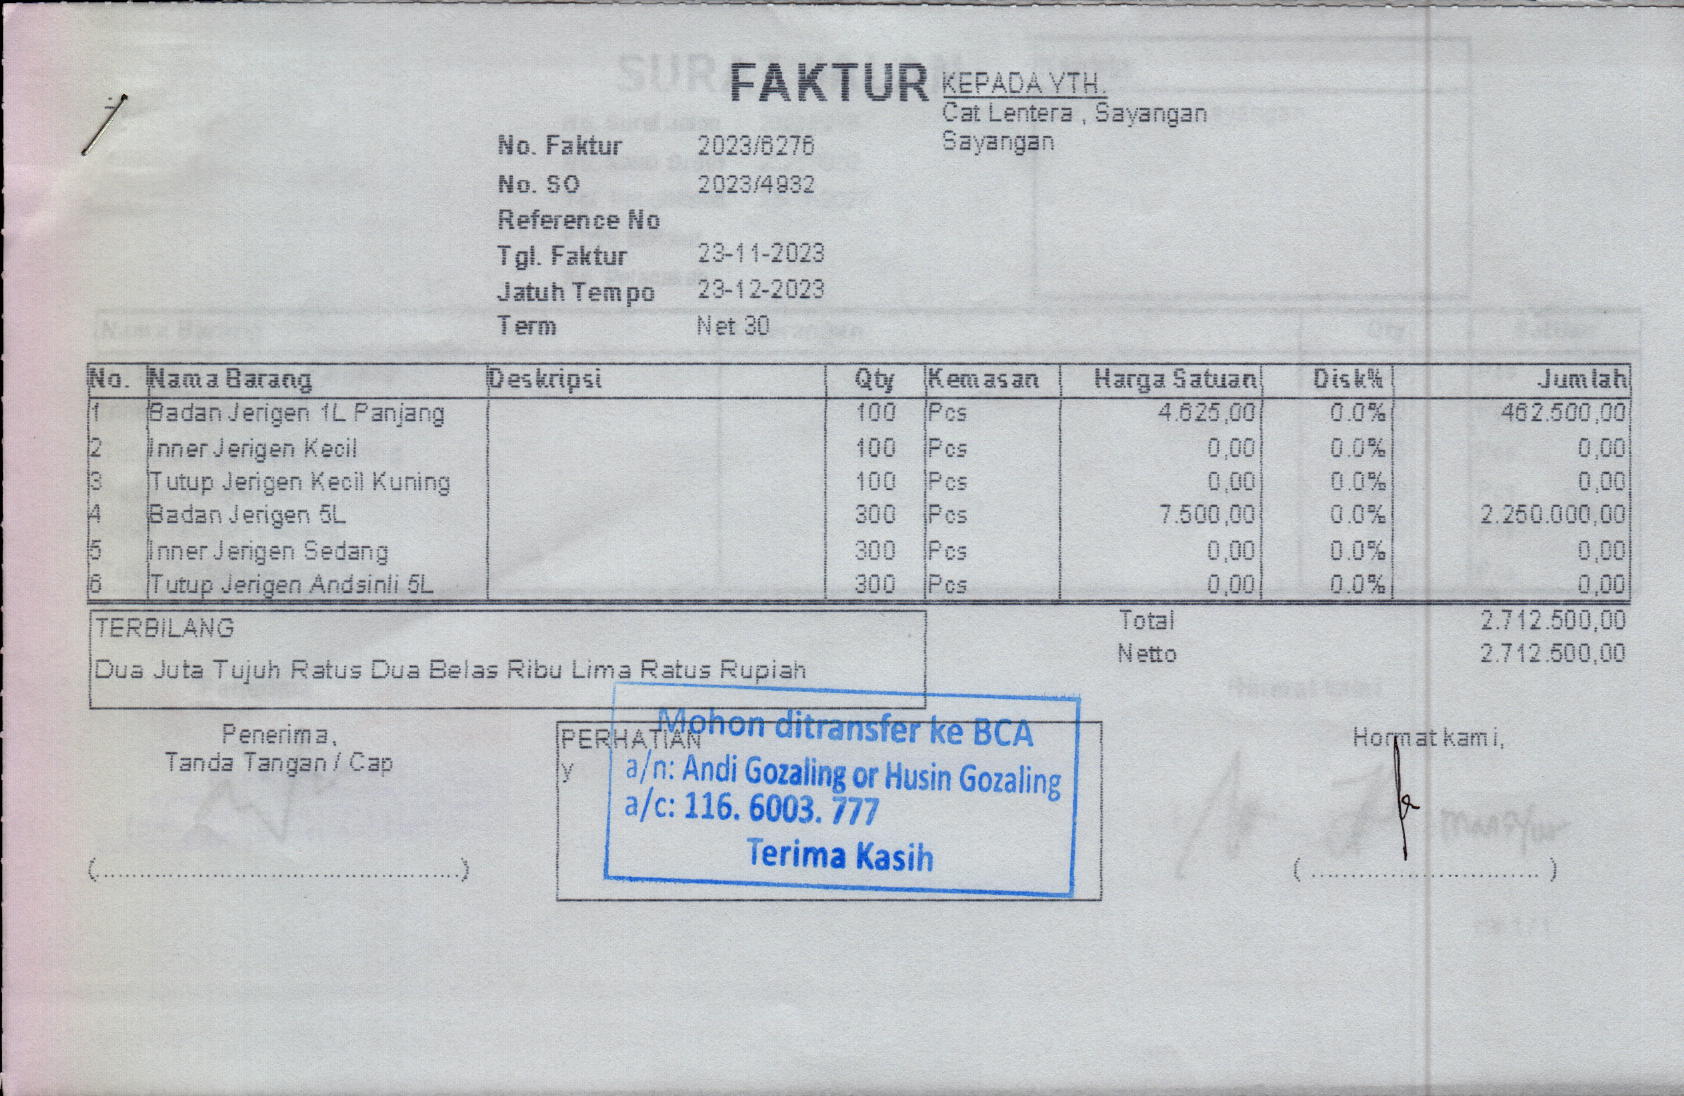 FAKTUR
KEPADA YTH.
Cat Lentera , Sayangan
Sayangan
No. Faktur 2023/6276
No. SO 2023/4932
Reference No
Tgl. Faktur 23-11-2023
Jatuh Tempo 23-12-2023
Term Net 30
No. Nama Barang Deskripsi Qty Kemasan Harga Satuan Disk% Jumlah
1 Badan Jerigen 1L Panjang 100 Pcs 4.625,00 0.0% 462.500,00
2 Inner Jerigen Kecil 100 Pcs 0,00 0.0% 0,00
3 Tutup Jerigen Kecil Kuning 100 Pcs 0,00 0.0% 0,00
4 Badan Jerigen 5L 300 Pcs 7.500,00 0.0% 2.250.000,00
5 Inner Jerigen Sedang 300 Pcs 0,00 0.0% 0,00
6 Tutup Jerigen Andsinli 5L 300 Pcs 0,00 0.0% 0,00
TERBILANG
Dua Juta Tujuh Ratus Dua Belas Ribu Lima Ratus Rupiah
Total 2.712.500,00
Netto 2.712.500,00
Penerima,
Tanda Tangan / Cap
(............................................)
PERHATIAN
y
Mohon ditransfer ke BCA
a/n: Andi Gozaling or Husin Gozaling
a/c: 116. 6003. 777
Terima Kasih
Hormat kami,
( ............................ )